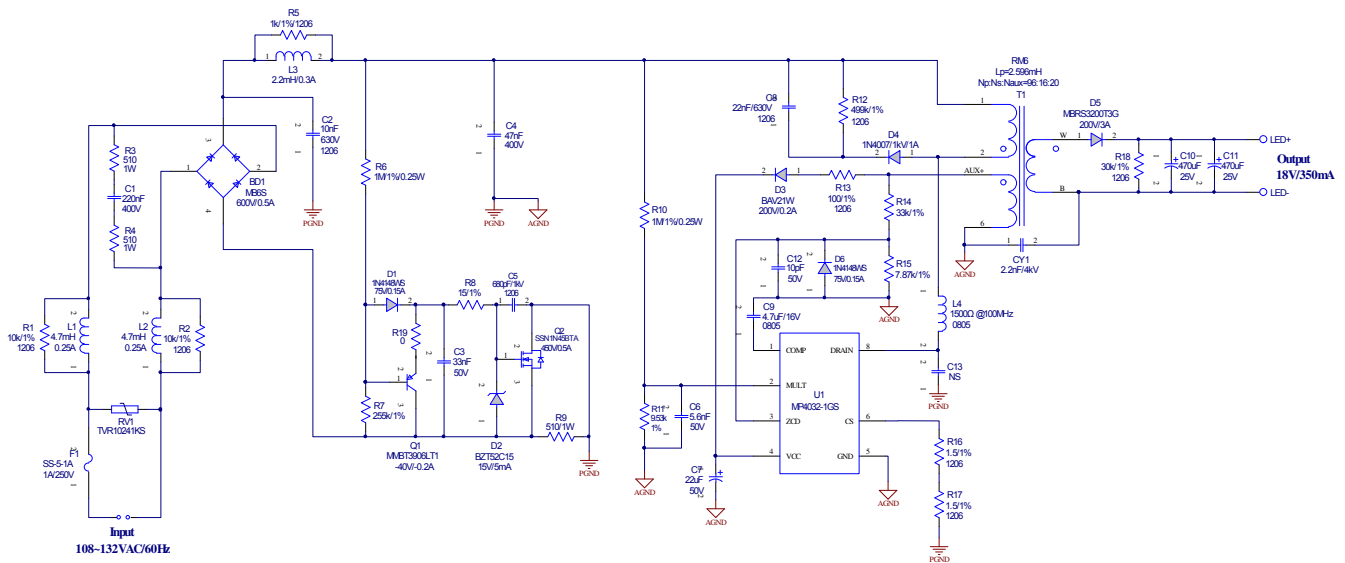 R5
1k/1%/1206
1
2
L3
2.2mH/0.3A
RM6
Lp=2.596mH
Np:Ns:Naux=96:16:20
T1
C2
10nF
630V
1206
C4
47nF
400V
C8
22nF/630V
1206
R12
499k/1%
1206
D4
1N4007/1kV/1A
D5
MBRS3200T3G
200V/3A
R18
30k/1%
1206
C10
470uF
25V
C11
470uF
25V
LED+
LED-
Output
18V/350mA
R3
510
1W
C1
220nF
400V
R4
510
1W
BD1
MB6S
600V/0.5A
PGND
PGND
AGND
R6
1M/1%/0.25W
R10
1M/1%/0.25W
D3
BAV21W
200V/0.2A
R13
100/1%
1206
AUX+
W
B
R14
33k/1%
R15
7.87k/1%
C12
10pF
50V
D6
1N4148WS
75V/0.15A
AGND
AGND
CY1
2.2nF/4kV
R1
10k/1%
1206
L1
4.7mH
0.25A
L2
4.7mH
0.25A
R2
10k/1%
1206
D1
1N4148WS
75V/0.15A
R8
15/1%
C5
680pF/1kV
1206
R19
0
C3
33nF
50V
Q2
SSN1N45BTA
450V/0.5A
C9
4.7uF/16V
0805
L4
1500Ω @100MHz
0805
C13
NS
PGND
1
COMP
DRAIN
8
2
MULT
U1
MP4032-1GS
3
ZCD
CS
6
4
VCC
GND
5
RV1
TVR10241KS
F1
SS-5-1A
1A/250V
R7
255k/1%
Q1
MMBT3906LT1
-40V/-0.2A
D2
BZT52C15
15V/5mA
R9
510/1W
PGND
R11
9.53k
1%
C6
5.6nF
50V
AGND
C7
22uF
50V
AGND
AGND
R16
1.5/1%
1206
R17
1.5/1%
1206
PGND
Input
108~132VAC/60Hz